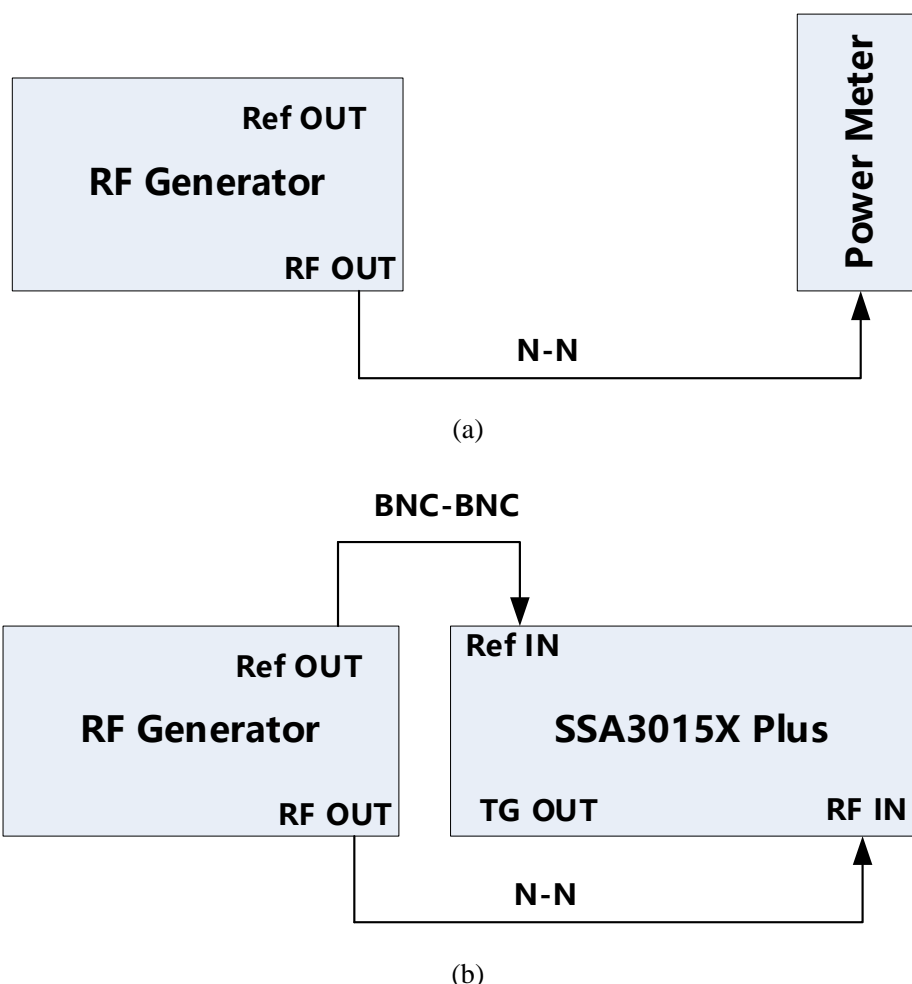 Ref OUT
RF Generator
RF OUT
Power Meter
N-N
(a)
BNC-BNC
Ref OUT
RF Generator
RF OUT
Ref IN
SSA3015X Plus
TG OUT
RF IN
N-N
(b)